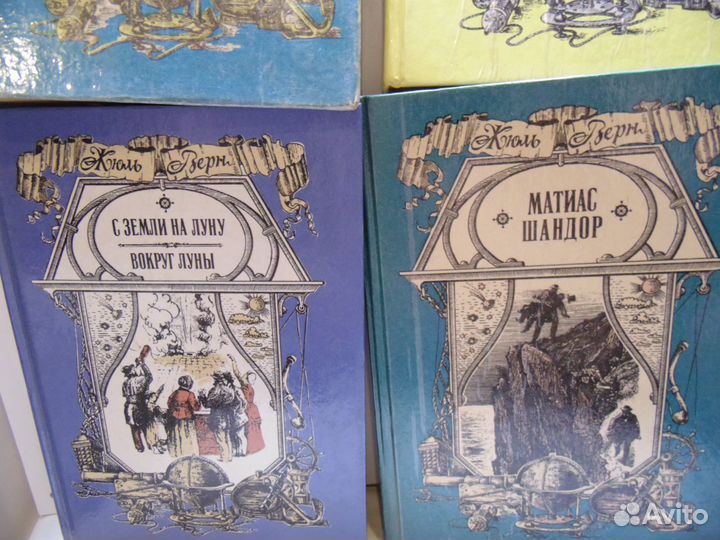 Жюль Верн.
С ЗЕМЛИ НА ЛУНУ
ВОКРУГ ЛУНЫ
Жюль Верн.
МАТИАС
ШАНДОР
Avito